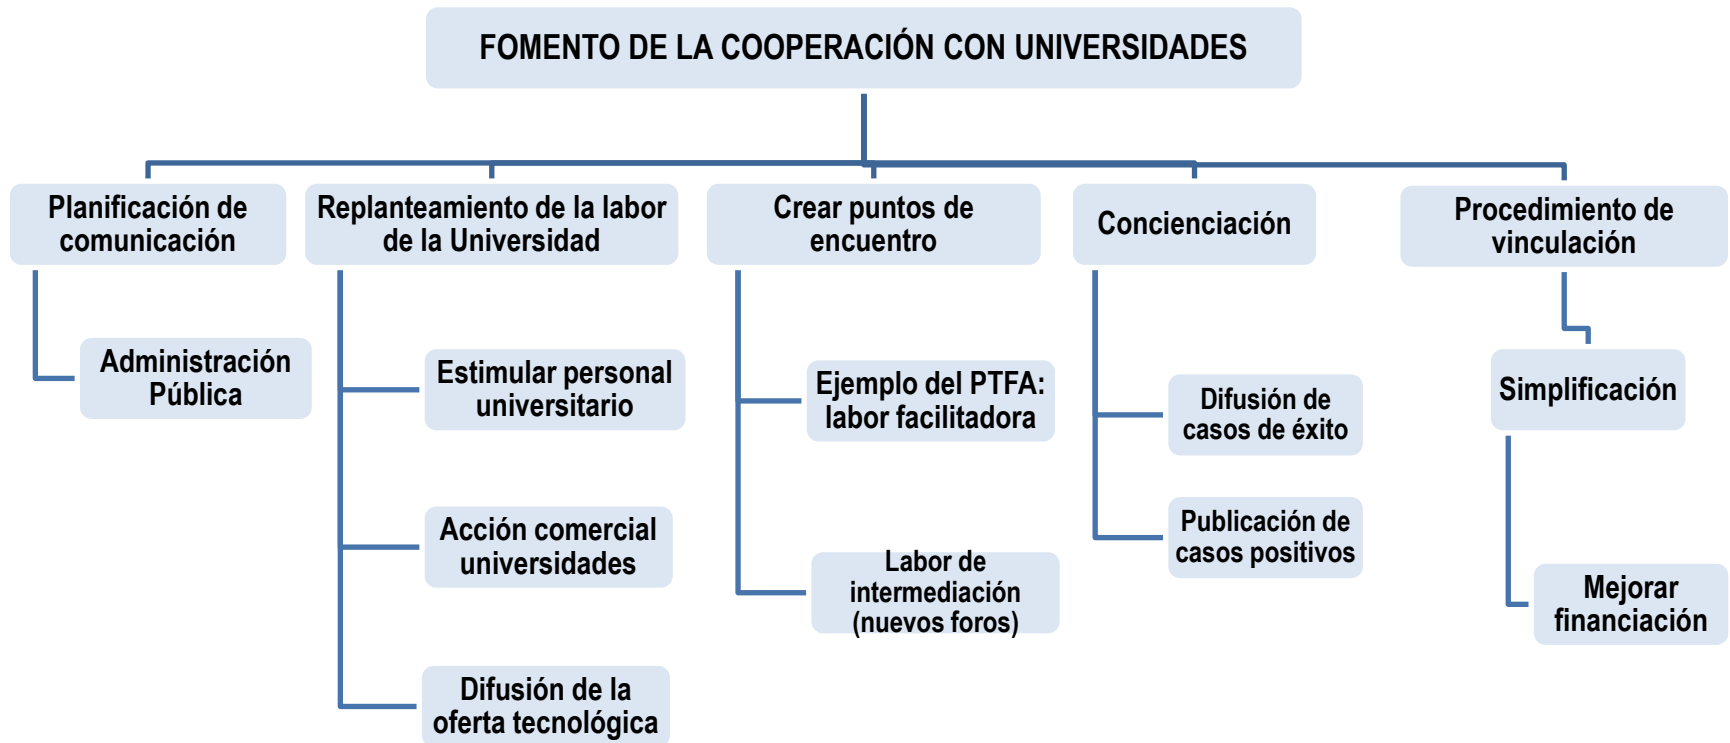 FOMENTO DE LA COOPERACIÓN CON UNIVERSIDADES
Planificación de
comunicación
Administración
Pública
Replanteamiento de la labor
de la Universidad
Estimular personal
universitario
Acción comercial
universidades
Difusión de la
oferta tecnológica
Crear puntos de
encuentro
Ejemplo del PTFA:
labor facilitadora
Labor de
intermediación
(nuevos foros)
Concienciación
Difusión de
casos de éxito
Publicación de
casos positivos
Procedimiento de
vinculación
Simplificación
Mejorar
financiación